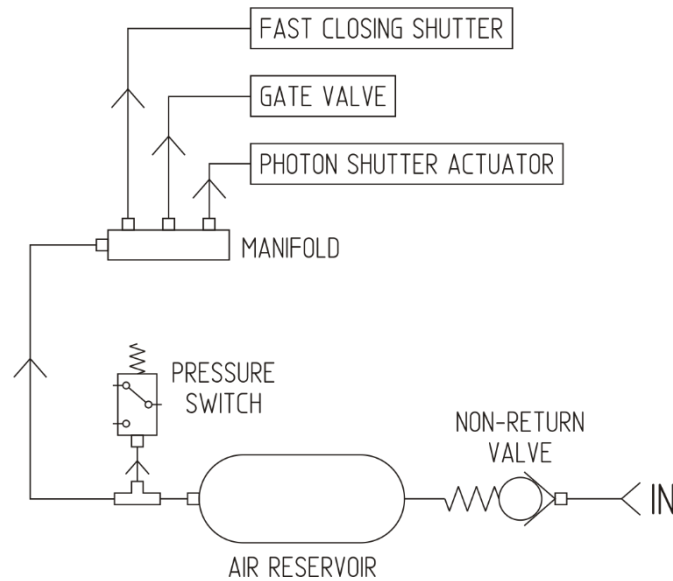 FAST CLOSING SHUTTER
GATE VALVE
PHOTON SHUTTER ACTUATOR
MANIFOLD
PRESSURE
SWITCH
NON-RETURN
VALVE
IN
AIR RESERVOIR